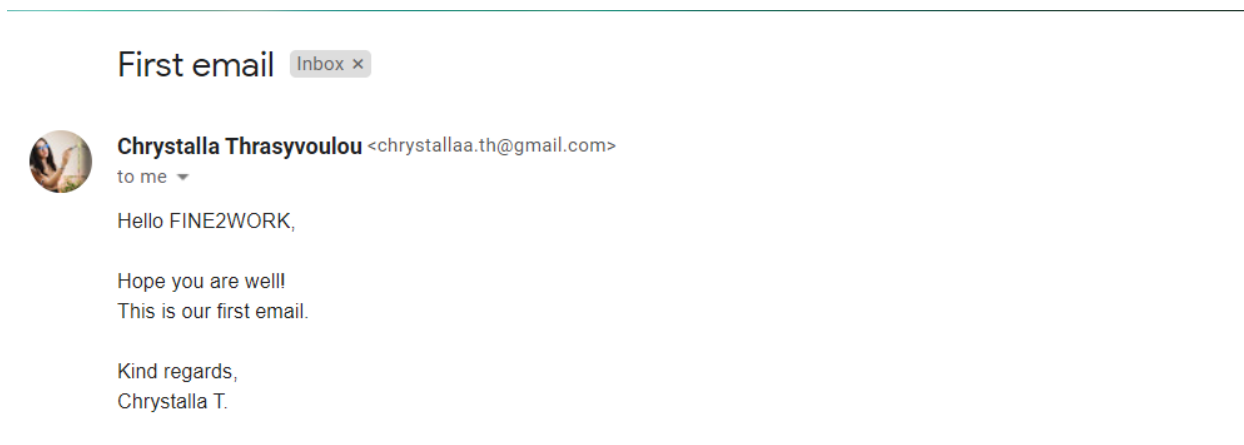 First email Inbox ×
Chrystalla Thrasyvoulou <chrystallaa.th@gmail.com>
to me
Hello FINE2WORK,
Hope you are well!
This is our first email.
Kind regards,
Chrystalla T.